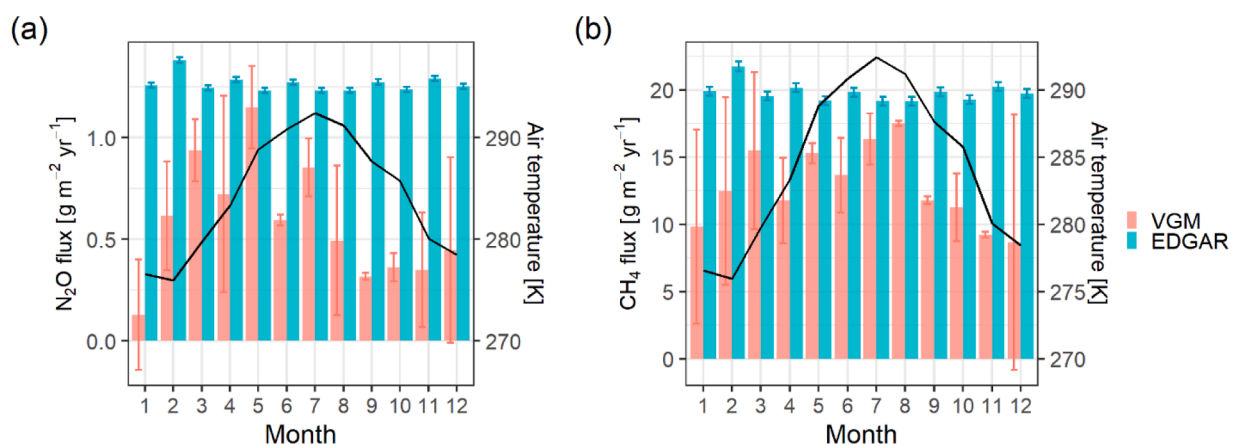 (a)
N₂O flux [g m⁻² yr⁻¹]
1.0
0.5
0.0
290
280
270
Air temperature [K]
1 2 3 4 5 6 7 8 9 10 11 12
Month
(b)
CH₄ flux [g m⁻² yr⁻¹]
20
15
10
5
0
290
285
280
275
270
Air temperature [K]
1 2 3 4 5 6 7 8 9 10 11 12
Month
VGM
EDGAR